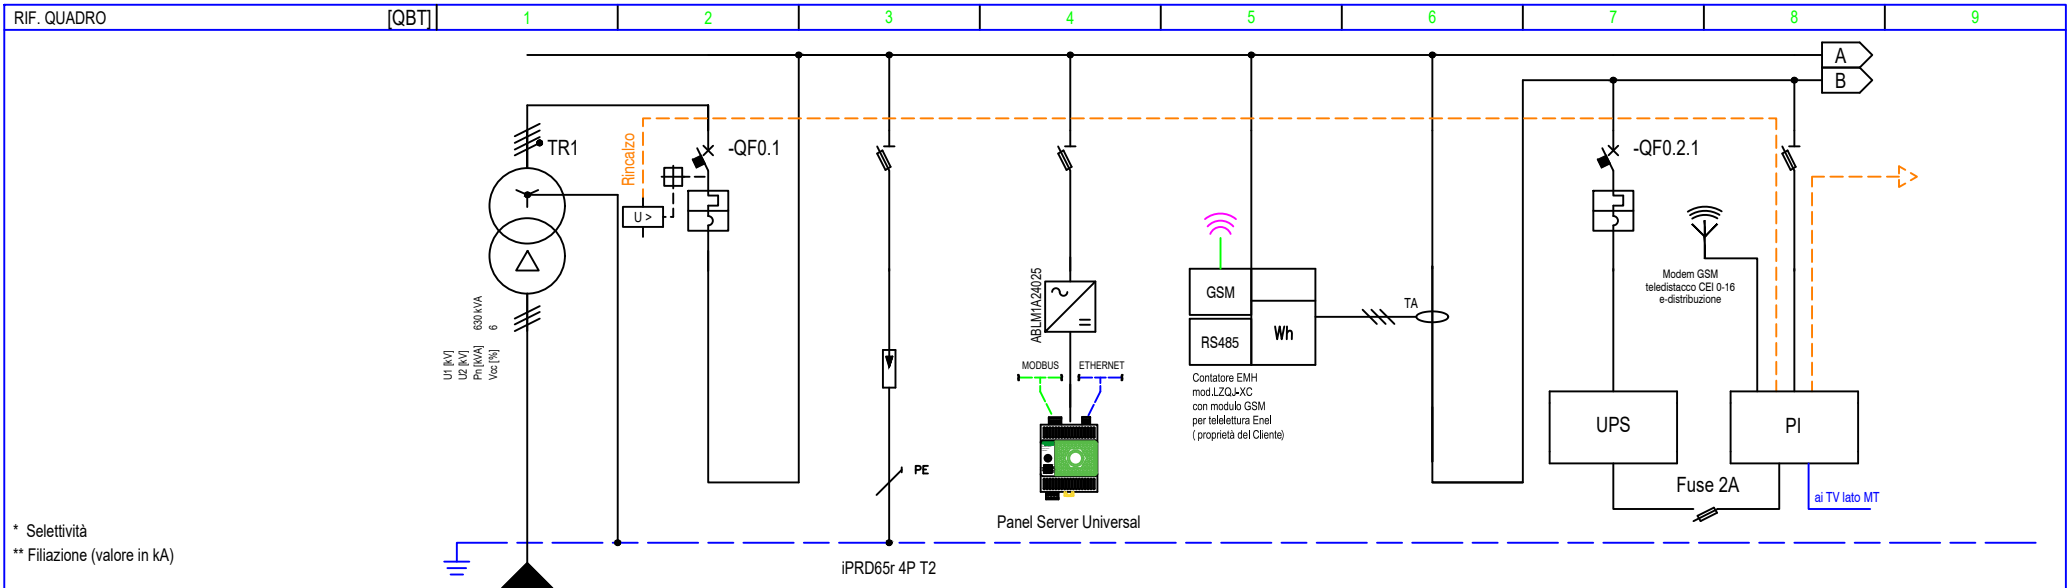 RIF. QUADRO [QBT] 1 2 3 4 5 6 7 8 9
A
B
TR1
Rincalzo
-QF0.1
-QF0.2.1
U >
U1 [kV]
U2 [kV]
Pn [kVA] 630 kVA
Vcc [%] 6
ABLM1A24025
MODBUS ETHERNET
Panel Server Universal
GSM
RS485
Wh
TA
Contatore EMH
mod.LZQJ-XC
con modulo GSM
per telelettura Enel
( proprietà del Cliente)
Modem GSM
teledistacco CEI 0-16
e-distribuzione
UPS
PI
Fuse 2A
ai TV lato MT
PE
iPRD65r 4P T2
* Selettività
** Filiazione (valore in kA)